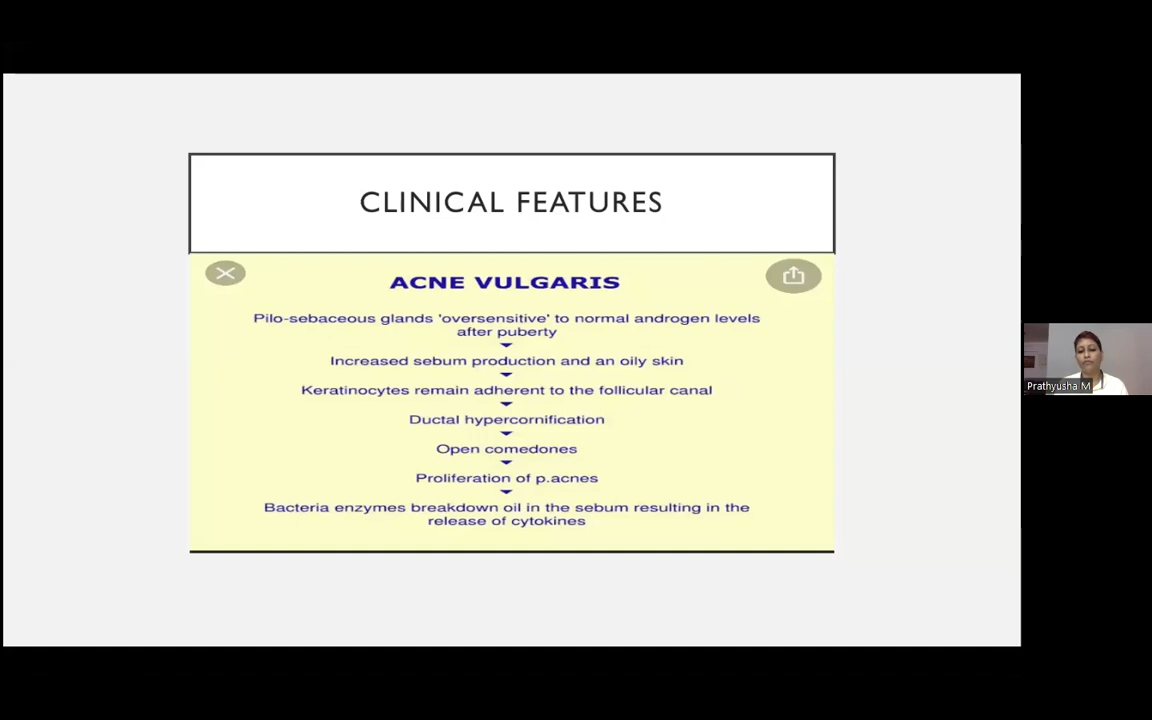 CLINICAL FEATURES
ACNE VULGARIS
Pilo-sebaceous glands 'oversensitive' to normal androgen levels
after puberty
Increased sebum production and an oily skin
Keratinocytes remain adherent to the follicular canal
Ductal hypercornification
Open comedones
Proliferation of p.acnes
Bacteria enzymes breakdown oil in the sebum resulting in the
release of cytokines
Prathyusha M